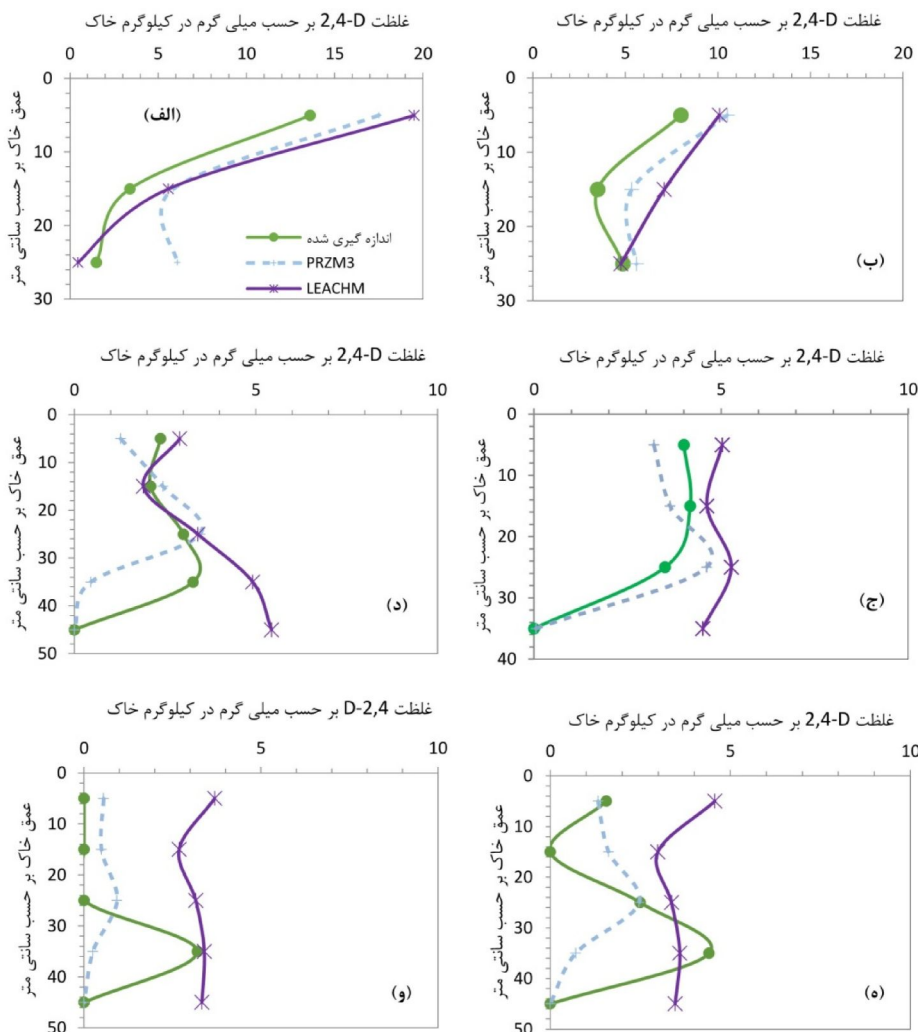 غلظت 2,4-D بر حسب میلی گرم در کیلوگرم خاک
0 5 10 15 20
0
10
20
30
عمق خاک بر حسب سانتی متر
(ب)
غلظت 2,4-D بر حسب میلی گرم در کیلوگرم خاک
0 5 10 15 20
0
10
20
30
عمق خاک بر حسب سانتی متر
(الف)
اندازه گیری شده
PRZM3
LEACHM
غلظت 2,4-D بر حسب میلی گرم در کیلوگرم خاک
0 5 10
0
10
20
30
40
عمق خاک بر حسب سانتی متر
(ج)
غلظت 2,4-D بر حسب میلی گرم در کیلوگرم خاک
0 5 10
0
10
20
30
40
50
عمق خاک بر حسب سانتی متر
(د)
غلظت 2,4-D بر حسب میلی گرم در کیلوگرم خاک
0 5 10
0
10
20
30
40
50
عمق خاک بر حسب سانتی متر
(ه)
غلظت D-2,4 بر حسب میلی گرم در کیلوگرم خاک
0 5 10
0
10
20
30
40
50
عمق خاک بر حسب سانتی متر
(و)